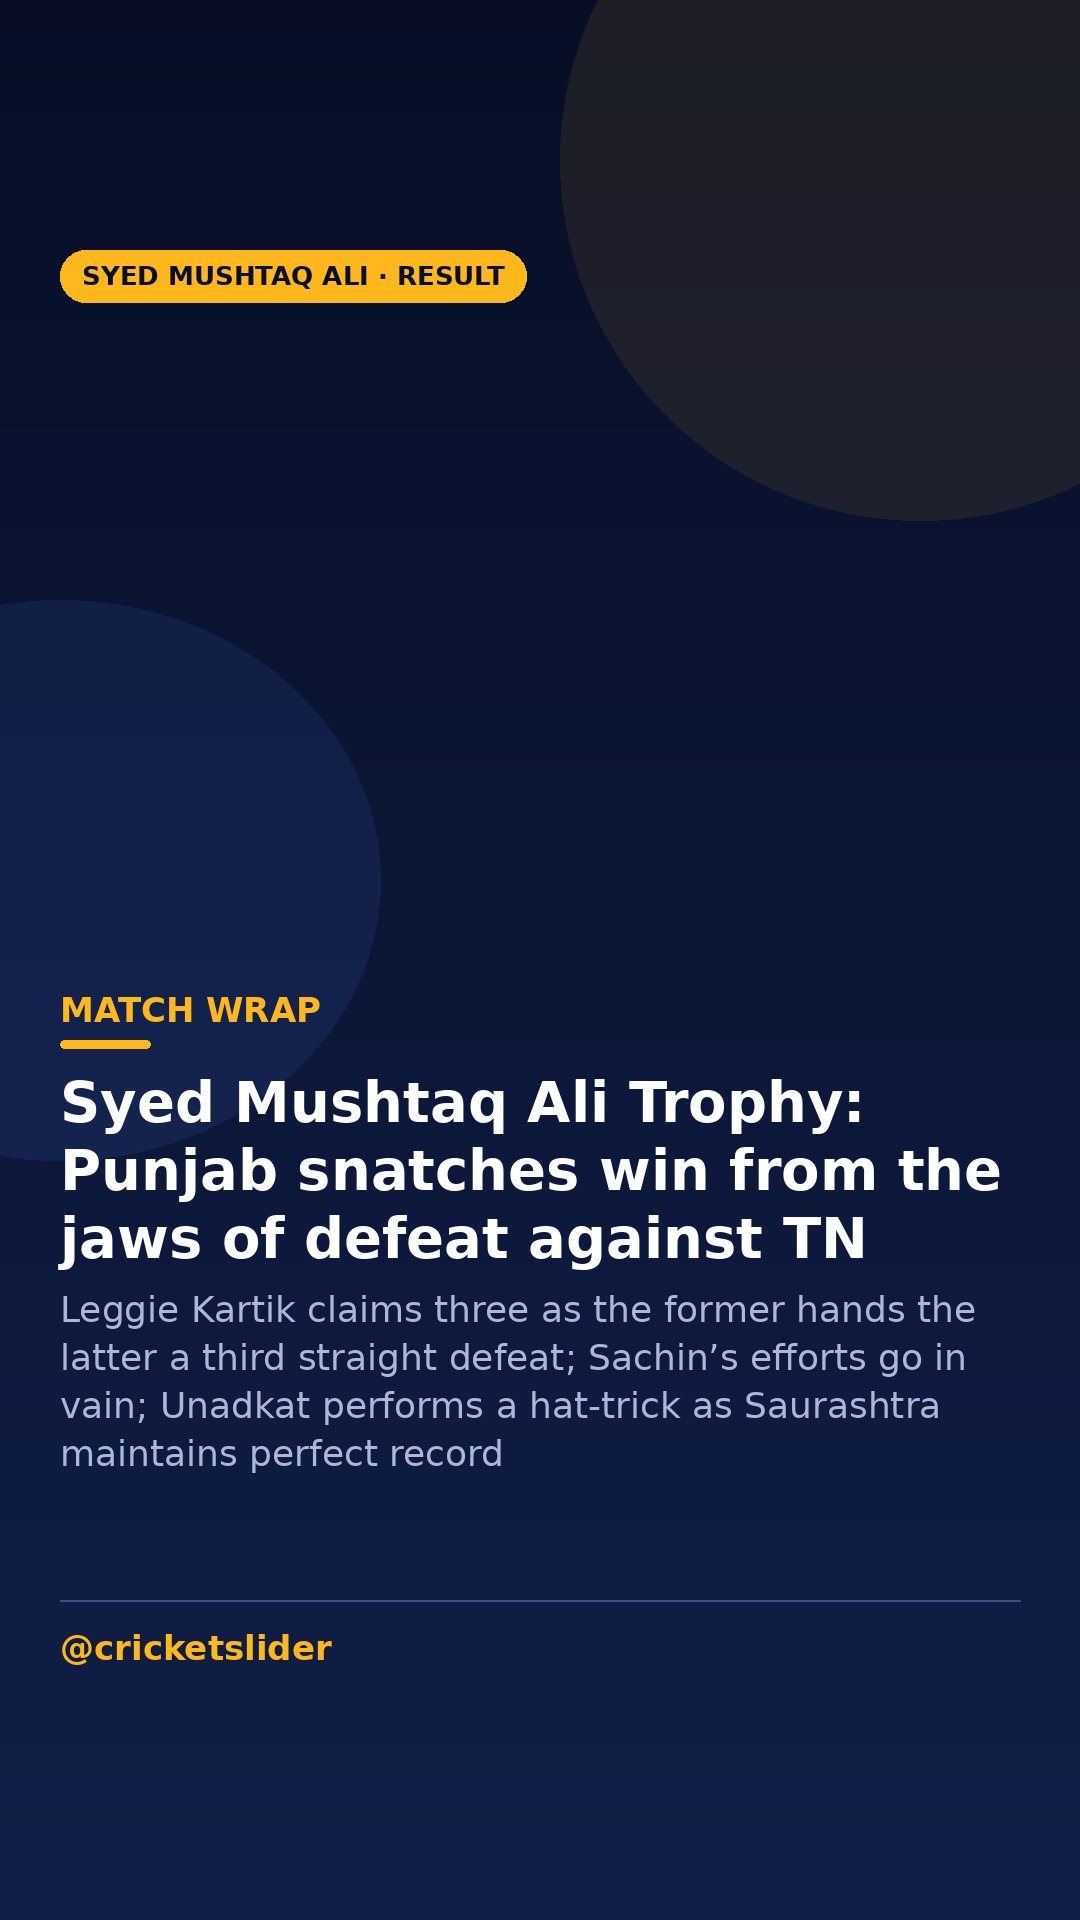 SYED MUSHTAQ ALI · RESULT
MATCH WRAP
Syed Mushtaq Ali Trophy:
Punjab snatches win from the
jaws of defeat against TN
Leggie Kartik claims three as the former hands the
latter a third straight defeat; Sachin’s efforts go in
vain; Unadkat performs a hat-trick as Saurashtra
maintains perfect record
@cricketslider